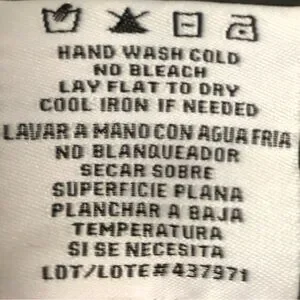 HAND WASH COLD
NO BLEACH
LAY FLAT TO DRY
COOL IRON IF NEEDED
LAVAR A MANO CON AGUA FRIA
NO BLANQUEADOR
SECAR SOBRE
SUPERFICIE PLANA
PLANCHAR A BAJA
TEMPERATURA
SI SE NECESITA
LOT/LOTE#437971